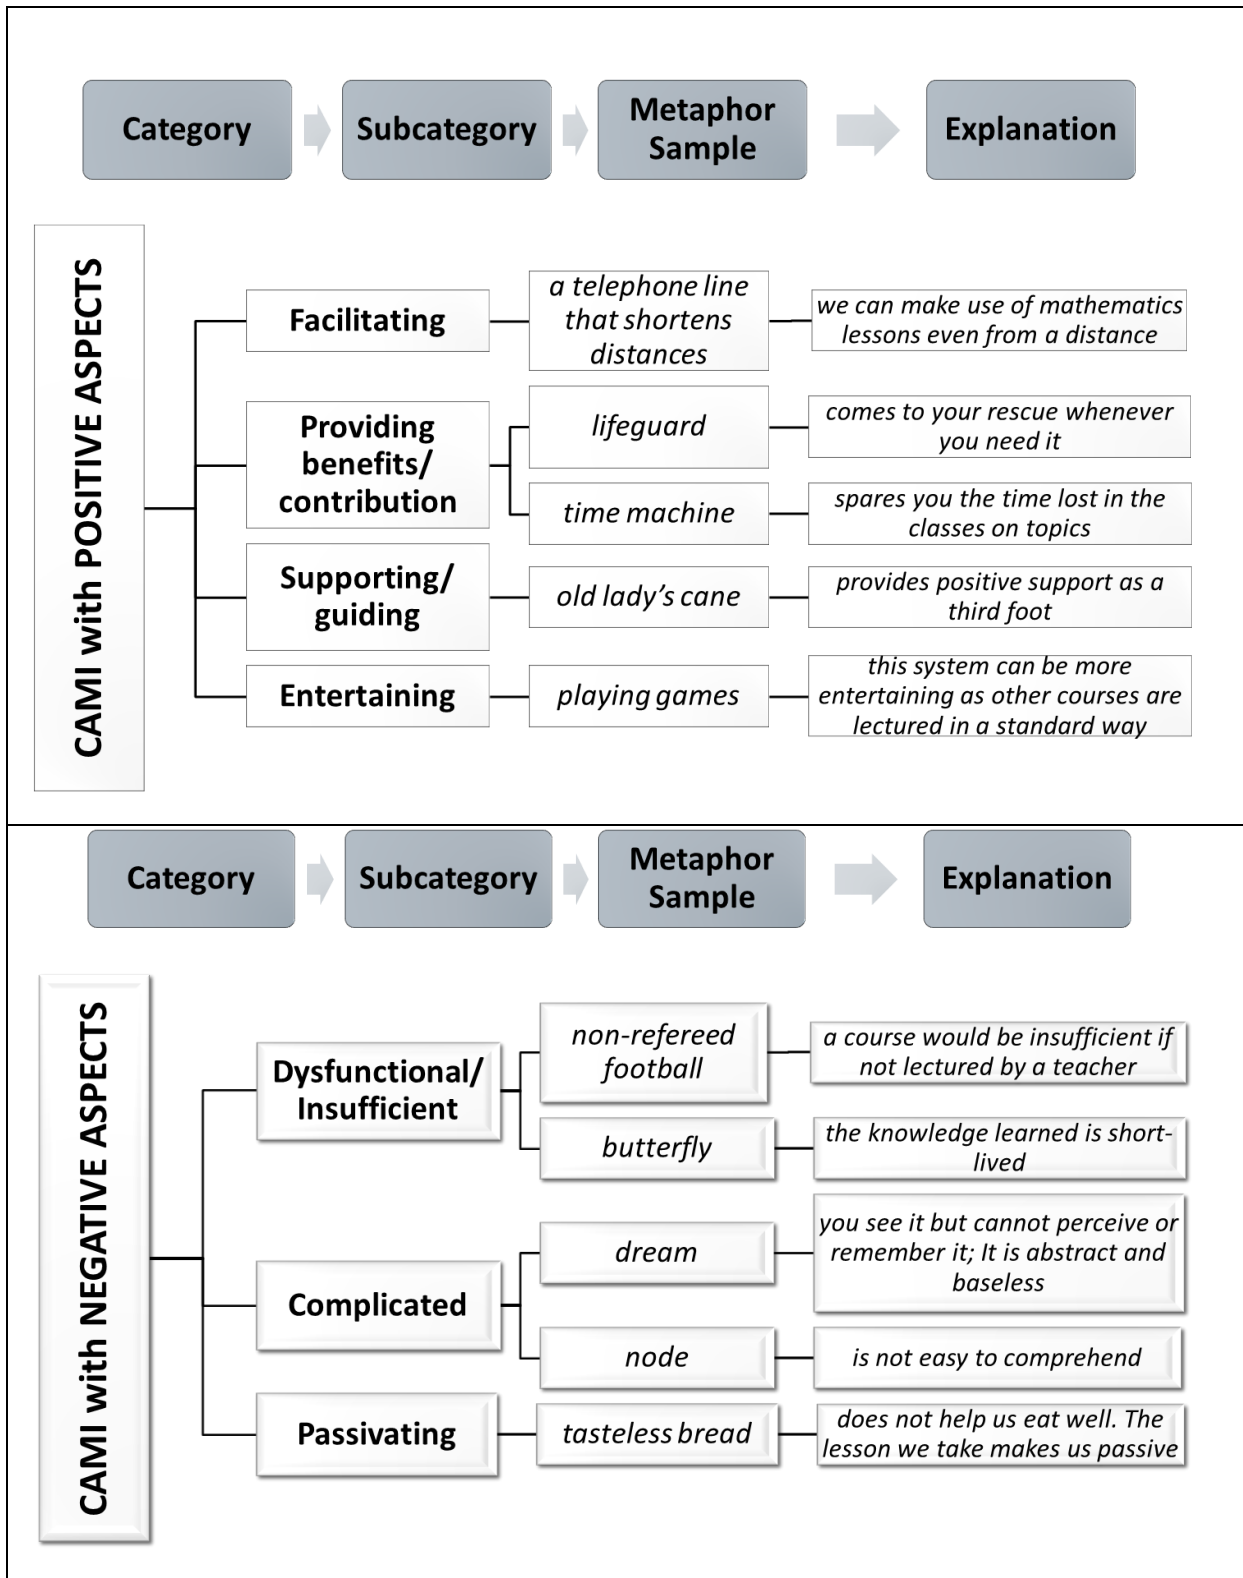 Category
Subcategory
Metaphor
Sample
Explanation
CAMI with POSITIVE ASPECTS
Facilitating
a telephone line
that shortens
distances
we can make use of mathematics
lessons even from a distance
Providing
benefits/
contribution
lifeguard
comes to your rescue whenever
you need it
time machine
spares you the time lost in the
classes on topics
Supporting/
guiding
old lady’s cane
provides positive support as a
third foot
Entertaining
playing games
this system can be more
entertaining as other courses are
lectured in a standard way
Category
Subcategory
Metaphor
Sample
Explanation
CAMI with NEGATIVE ASPECTS
Dysfunctional/
Insufficient
non-refereed
football
a course would be insufficient if
not lectured by a teacher
butterfly
the knowledge learned is short-
lived
Complicated
dream
you see it but cannot perceive or
remember it; It is abstract and
baseless
node
is not easy to comprehend
Passivating
tasteless bread
does not help us eat well. The
lesson we take makes us passive